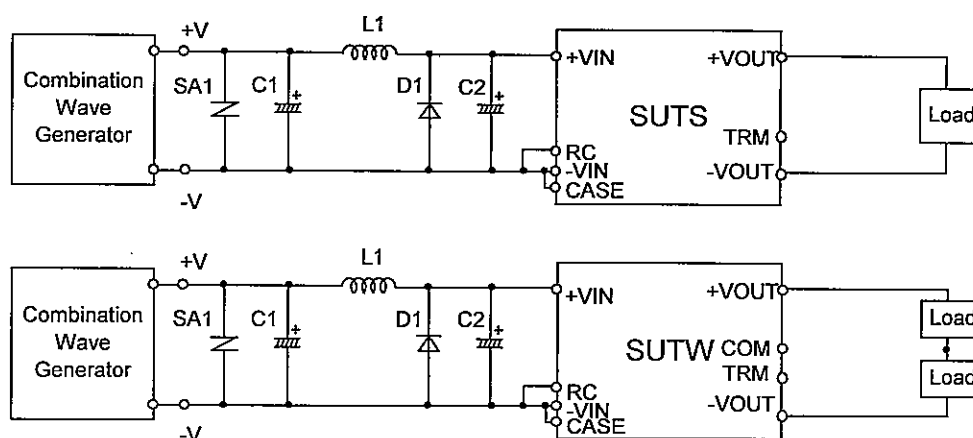 +V
L1
Combination
Wave
Generator
SA1
C1
+
D1
C2
+
+VIN
+VOUT
SUTS
Load
TRM
RC
-VIN
-VOUT
CASE
-V
+V
L1
Combination
Wave
Generator
SA1
C1
+
D1
C2
+
+VIN
+VOUT
Load
SUTW
COM
TRM
Load
RC
-VIN
-VOUT
CASE
-V